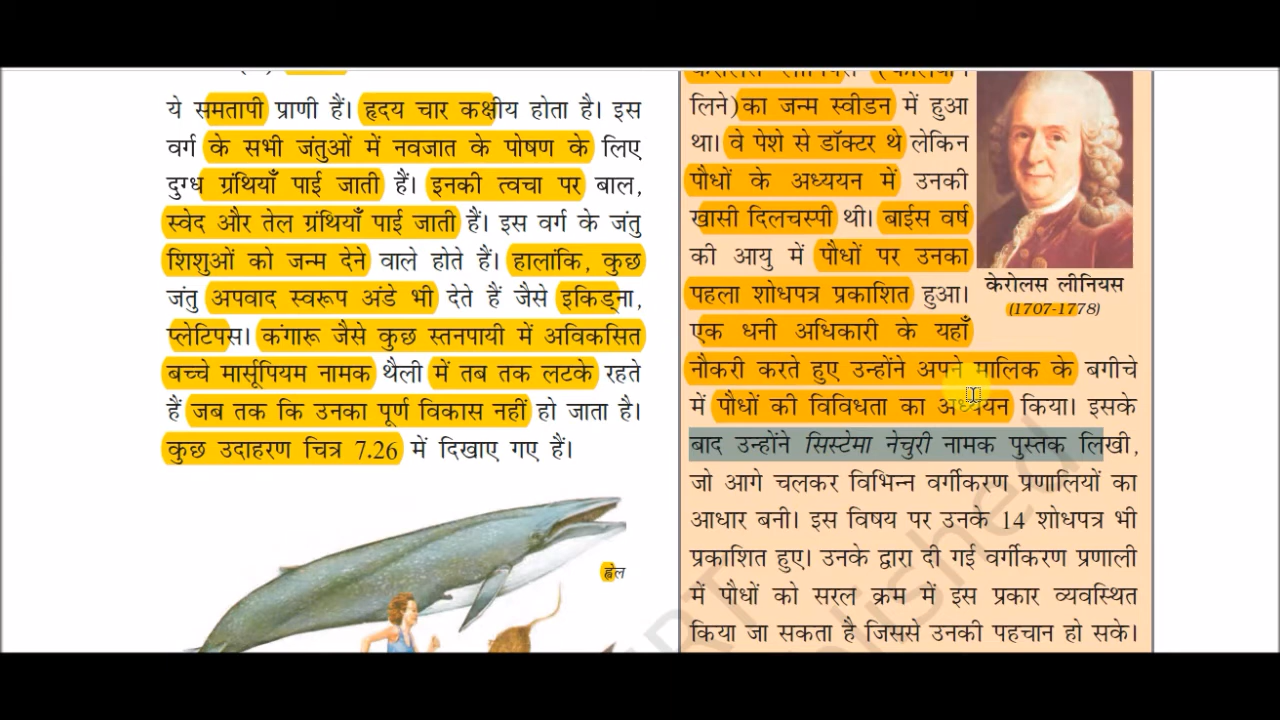 ये समतापी प्राणी हैं। हृदय चार कक्षीय होता है। इस
वर्ग के सभी जंतुओं में नवजात के पोषण के लिए
दुग्ध ग्रंथियाँ पाई जाती हैं। इनकी त्वचा पर बाल,
स्वेद और तेल ग्रंथियाँ पाई जाती हैं। इस वर्ग के जंतु
शिशुओं को जन्म देने वाले होते हैं। हालांकि, कुछ
जंतु अपवाद स्वरूप अंडे भी देते हैं जैसे इकिड्ना,
प्लेटिपस। कंगारू जैसे कुछ स्तनपायी में अविकसित
बच्चे मार्सूपियम नामक थैली में तब तक लटके रहते
हैं जब तक कि उनका पूर्ण विकास नहीं हो जाता है।
कुछ उदाहरण चित्र 7.26 में दिखाए गए हैं।
ह्वेल
लिने) का जन्म स्वीडन में हुआ
था। वे पेशे से डॉक्टर थे लेकिन
पौधों के अध्ययन में उनकी
खासी दिलचस्पी थी। बाईस वर्ष
की आयु में पौधों पर उनका
पहला शोधपत्र प्रकाशित हुआ।
एक धनी अधिकारी के यहाँ
नौकरी करते हुए उन्होंने अपने मालिक के बगीचे
में पौधों की विविधता का अध्ययन किया। इसके
बाद उन्होंने सिस्टेमा नेचुरी नामक पुस्तक लिखी,
जो आगे चलकर विभिन्न वर्गीकरण प्रणालियों का
आधार बनी। इस विषय पर उनके 14 शोधपत्र भी
प्रकाशित हुए। उनके द्वारा दी गई वर्गीकरण प्रणाली
में पौधों को सरल क्रम में इस प्रकार व्यवस्थित
किया जा सकता है जिससे उनकी पहचान हो सके।
केरोलस लीनियस
(1707-1778)